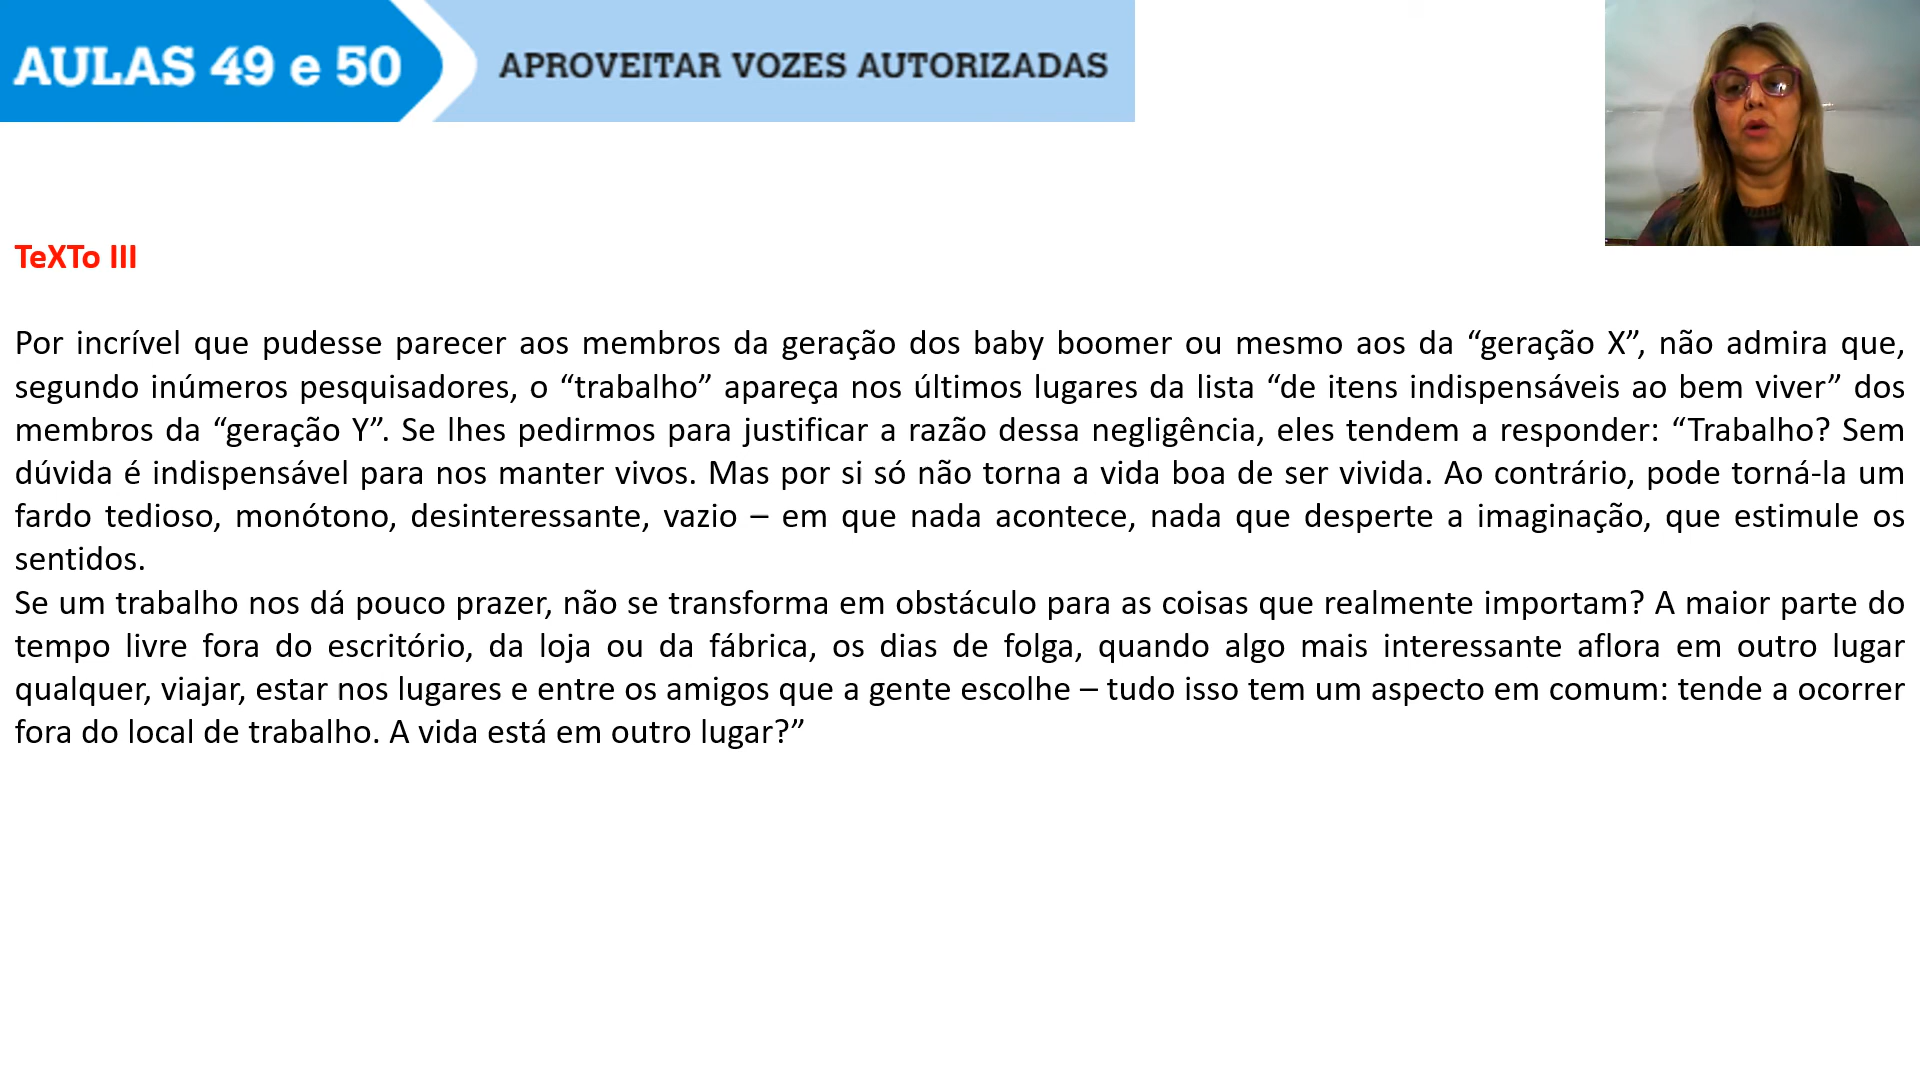 AULAS 49 e 50
APROVEITAR VOZES AUTORIZADAS
TeXTo III
Por incrível que pudesse parecer aos membros da geração dos baby boomer ou mesmo aos da “geração X”, não admira que,
segundo inúmeros pesquisadores, o “trabalho” apareça nos últimos lugares da lista “de itens indispensáveis ao bem viver” dos
membros da “geração Y”. Se lhes pedirmos para justificar a razão dessa negligência, eles tendem a responder: “Trabalho? Sem
dúvida é indispensável para nos manter vivos. Mas por si só não torna a vida boa de ser vivida. Ao contrário, pode torná-la um
fardo tedioso, monótono, desinteressante, vazio – em que nada acontece, nada que desperte a imaginação, que estimule os
sentidos.
Se um trabalho nos dá pouco prazer, não se transforma em obstáculo para as coisas que realmente importam? A maior parte do
tempo livre fora do escritório, da loja ou da fábrica, os dias de folga, quando algo mais interessante aflora em outro lugar
qualquer, viajar, estar nos lugares e entre os amigos que a gente escolhe – tudo isso tem um aspecto em comum: tende a ocorrer
fora do local de trabalho. A vida está em outro lugar?”